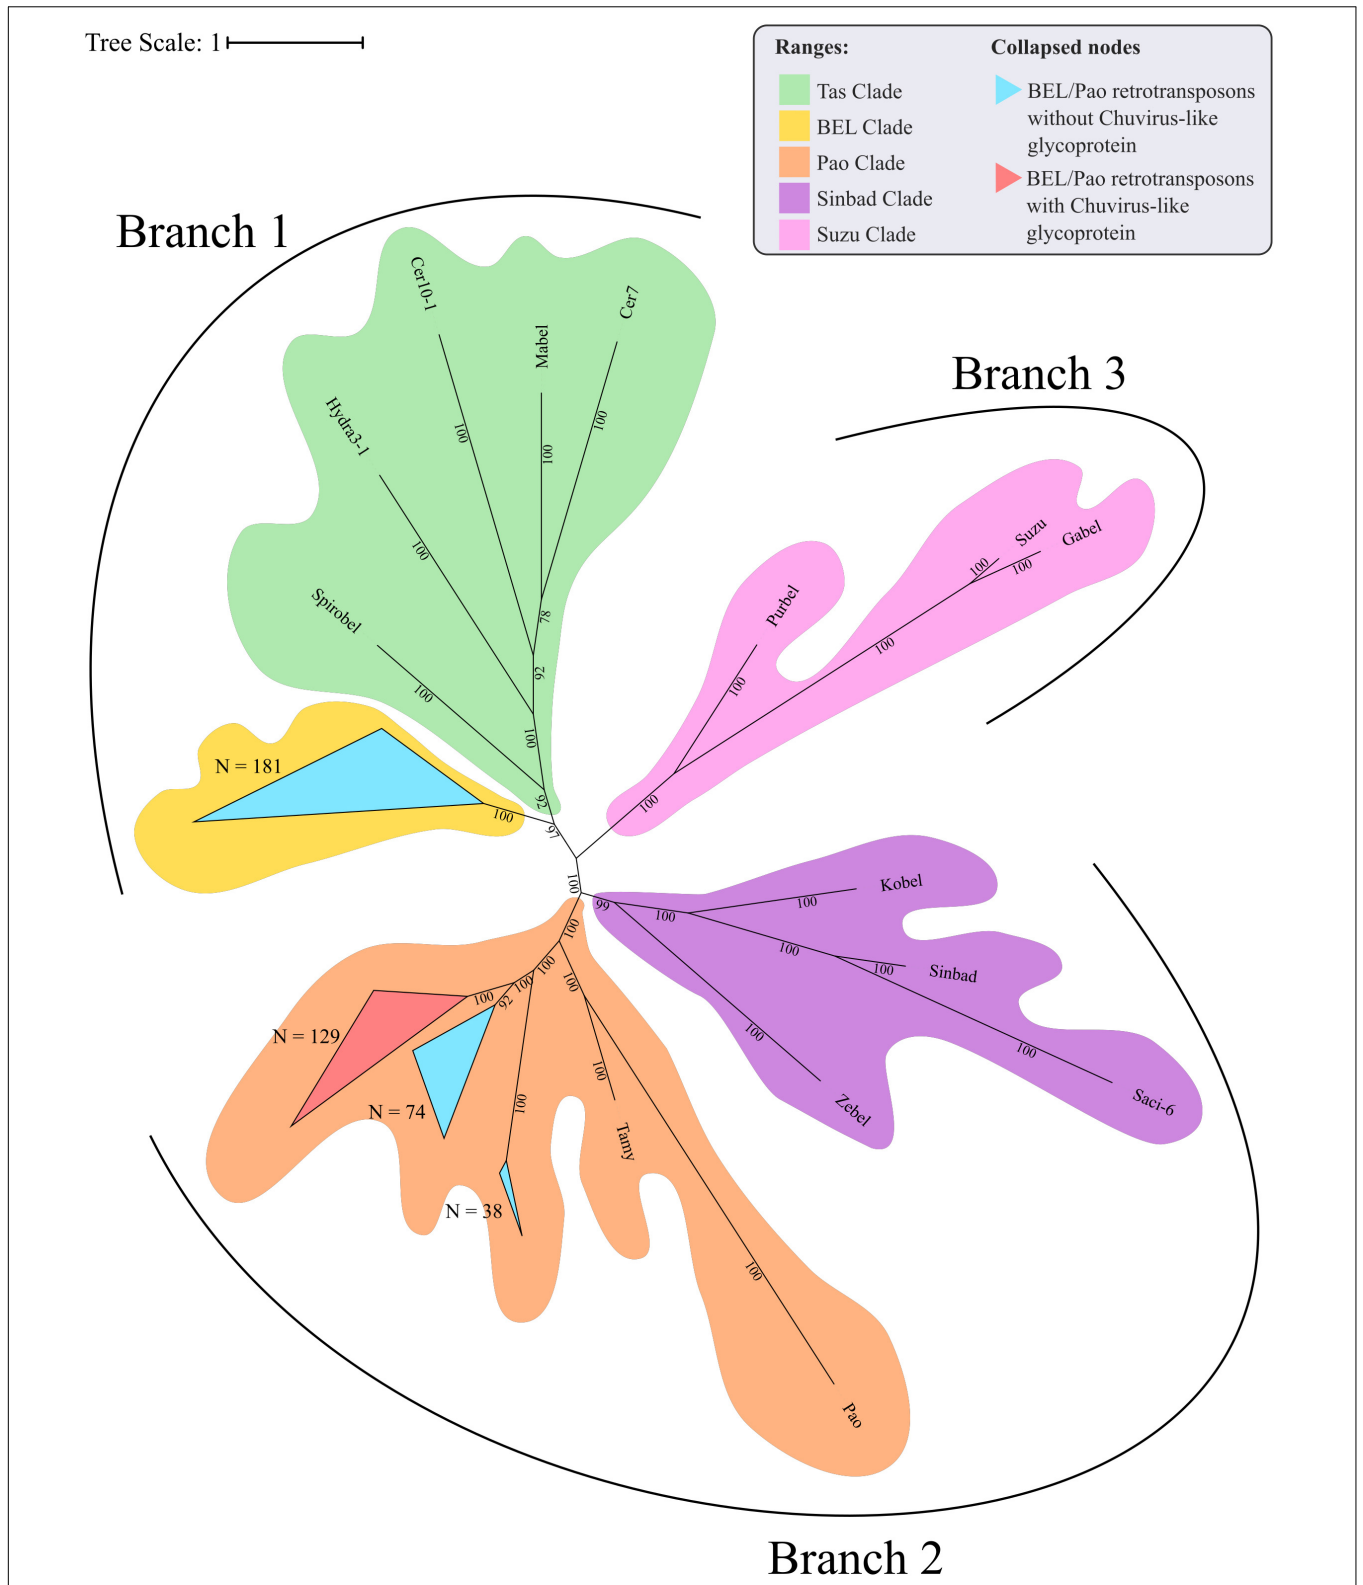 Tree Scale: 1
Ranges:
Tas Clade
BEL Clade
Pao Clade
Sinbad Clade
Suzu Clade
Collapsed nodes
BEL/Pao retrotransposons
without Chuvirus-like
glycoprotein
BEL/Pao retrotransposons
with Chuvirus-like
glycoprotein
Branch 1
Cer10-1
Mabel
Cer7
Hydra3-1
Spirobel
100
100
100
100
100
78
92
100
92
97
N = 181
100
Branch 3
Suzu
Gabel
Purbel
100
100
100
100
100
100
Kobel
Sinbad
Saci-6
Zebel
99
100
100
100
100
100
100
100
100
100
100
92
100
100
100
100
N = 129
N = 74
N = 38
Tamy
Pao
Branch 2